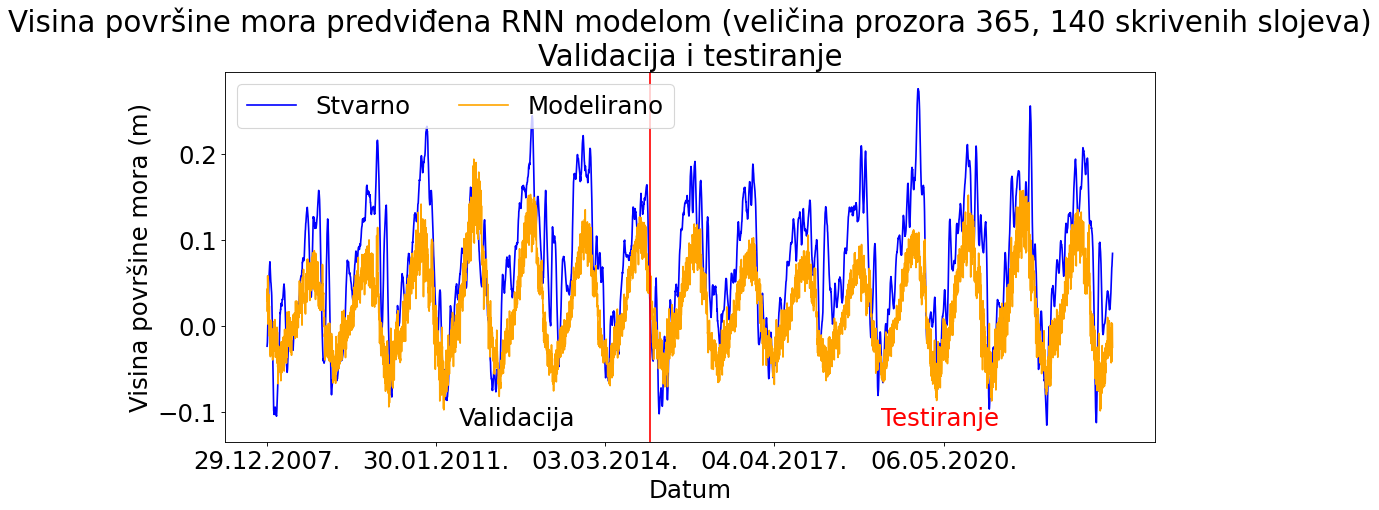 Visina površine mora predviđena RNN modelom (veličina prozora 365, 140 skrivenih slojeva)
Validacija i testiranje
Stvarno
Modelirano
Visina površine mora (m)
0.2
0.1
0.0
−0.1
Validacija
Testiranje
29.12.2007.
30.01.2011.
03.03.2014.
04.04.2017.
06.05.2020.
Datum